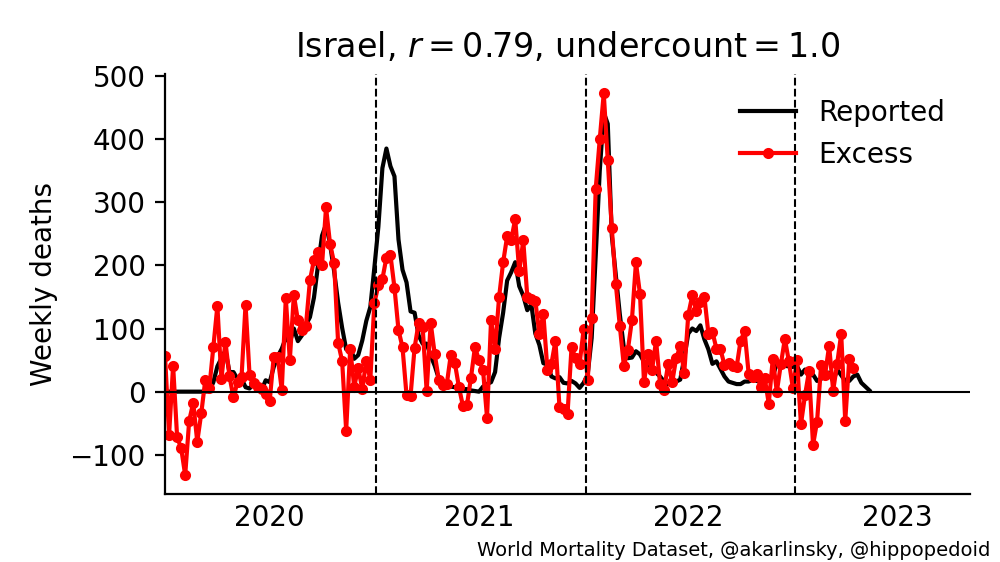 Israel, r = 0.79, undercount = 1.0
Weekly deaths
500
400
300
200
100
0
−100
Reported
Excess
2020 2021 2022 2023
World Mortality Dataset, @akarlinsky, @hippopedoid